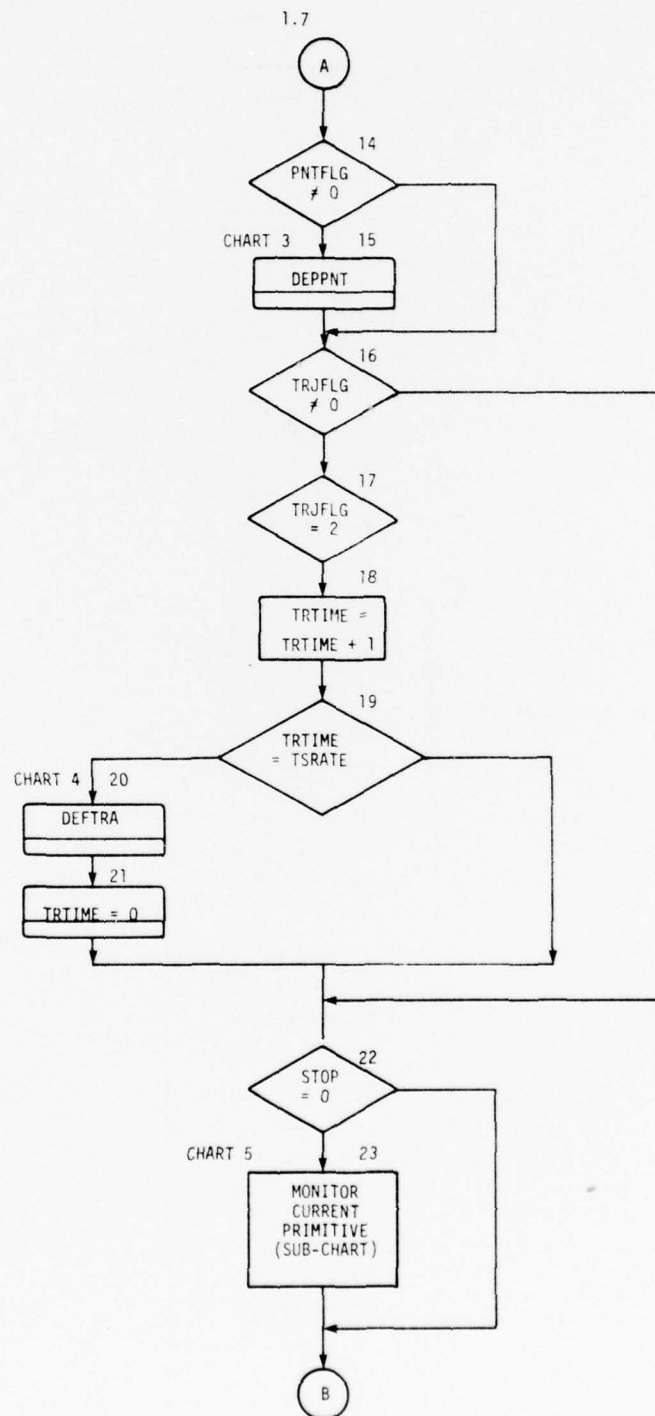 1.7
A
14
PNTFLG
≠ 0
CHART 3
15
DEPPNT
16
TRJFLG
≠ 0
17
TRJFLG
= 2
18
TRTIME =
TRTIME + 1
19
TRTIME
= TSRATE
CHART 4
20
DEFTRA
21
TRTIME = 0
22
STOP
= 0
CHART 5
23
MONITOR
CURRENT
PRIMITIVE
(SUB-CHART)
B